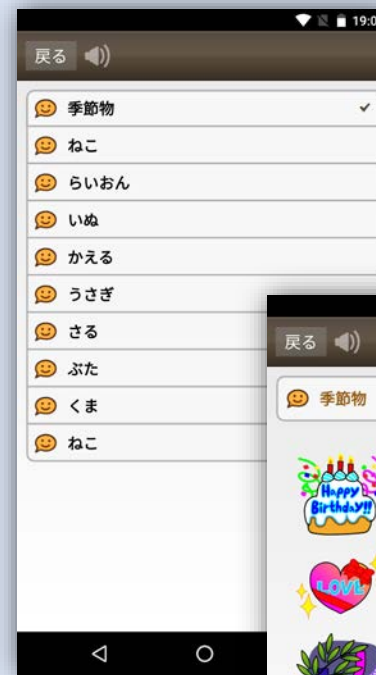 19:0
戻る
季節物
ねこ
らいおん
いぬ
かえる
うさぎ
さる
ぶた
くま
ねこ
戻る
季節物
Happy
Birthday!!
LOVE